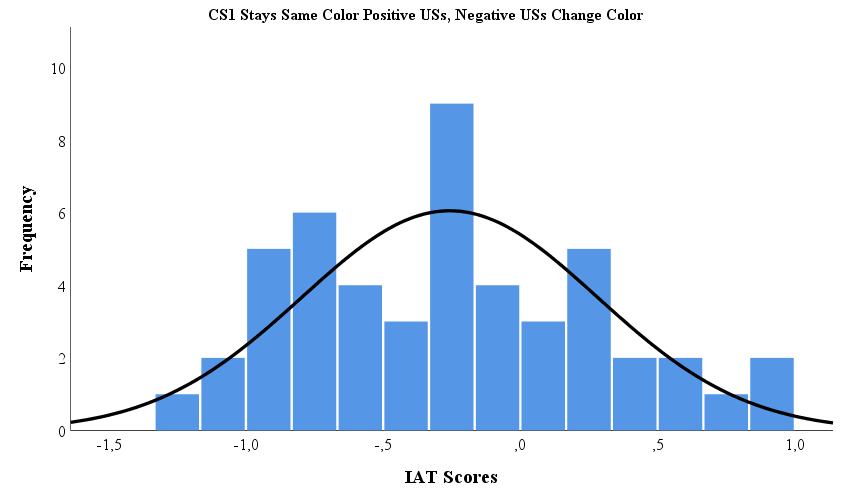 CS1 Stays Same Color Positive USs, Negative USs Change Color
10
8
6
4
2
0
Frequency
-1,5 -1,0 -,5 ,0 ,5 1,0
IAT Scores